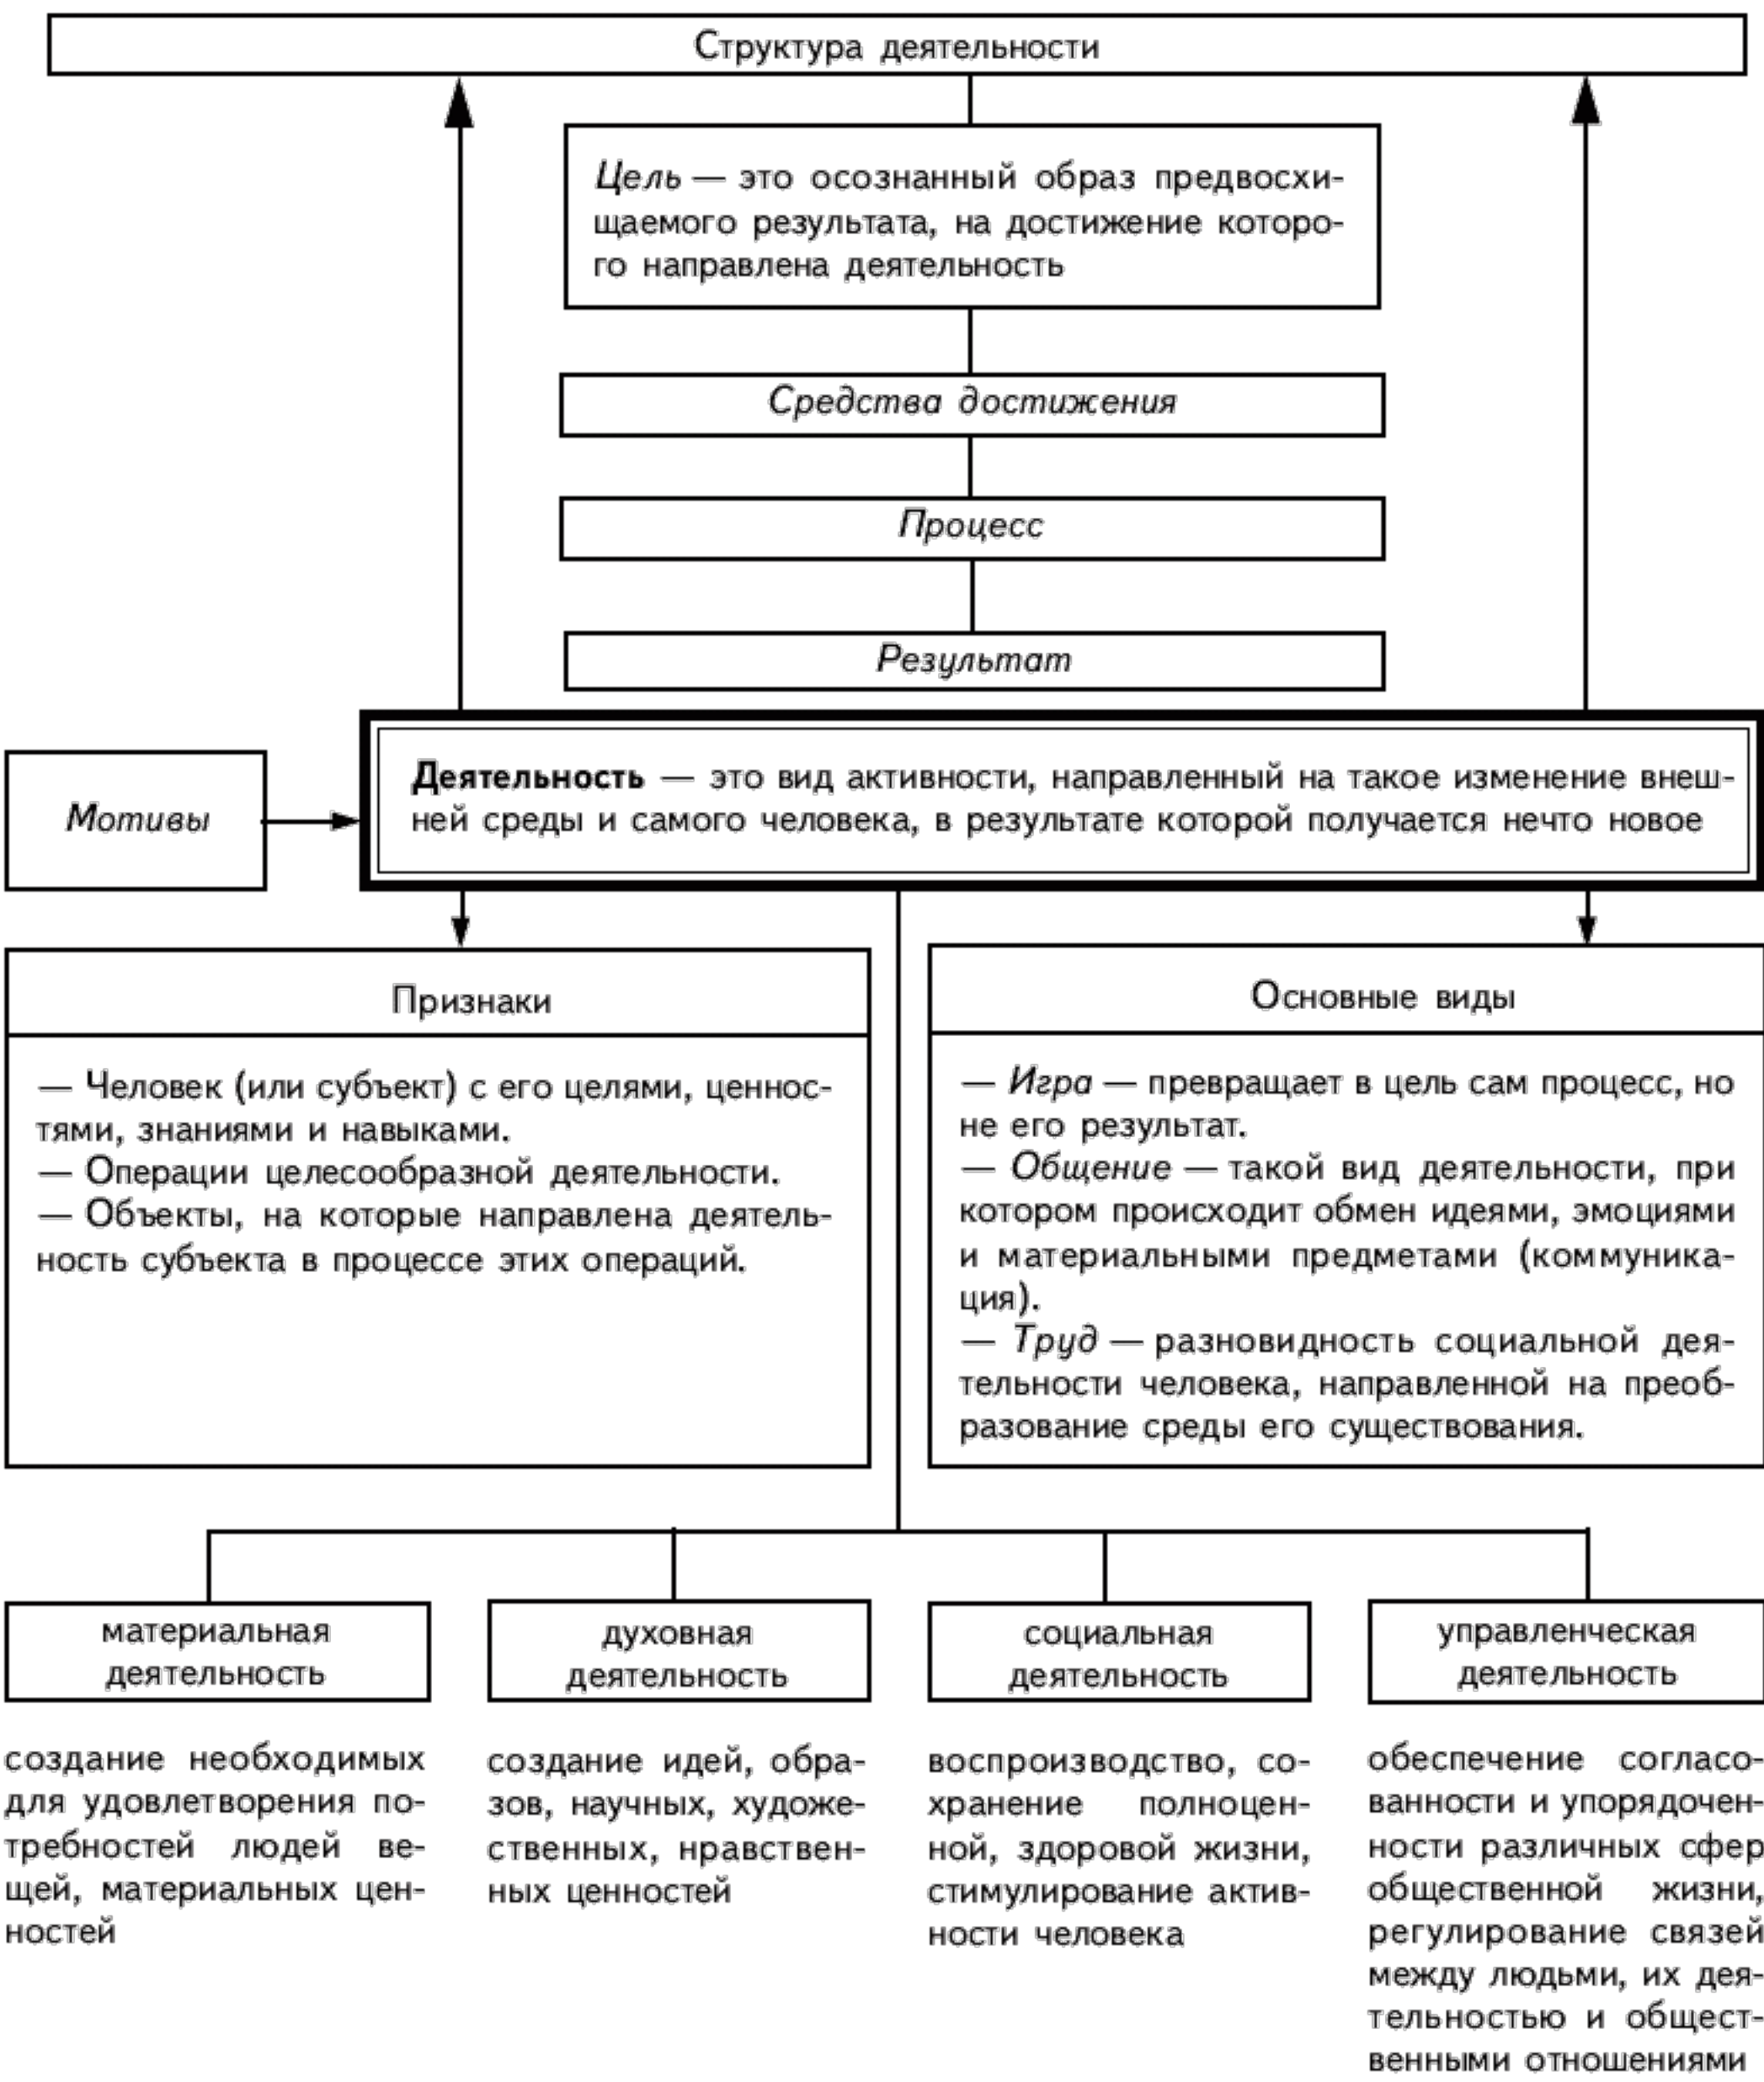 Структура деятельности
Цель — это осознанный образ предвосхи-
щаемого результата, на достижение которо-
го направлена деятельность
Средства достижения
Процесс
Результат
Мотивы
Деятельность — это вид активности, направленный на такое изменение внеш-
ней среды и самого человека, в результате которой получается нечто новое
Признаки
— Человек (или субъект) с его целями, ценнос-
тями, знаниями и навыками.
— Операции целесообразной деятельности.
— Объекты, на которые направлена деятель-
ность субъекта в процессе этих операций.
Основные виды
— Игра — превращает в цель сам процесс, но
не его результат.
— Общение — такой вид деятельности, при
котором происходит обмен идеями, эмоциями
и материальными предметами (коммуника-
ция).
— Труд — разновидность социальной дея-
тельности человека, направленной на преоб-
разование среды его существования.
материальная
деятельность
создание необходимых
для удовлетворения по-
требностей людей ве-
щей, материальных цен-
ностей
духовная
деятельность
создание идей, обра-
зов, научных, художе-
ственных, нравствен-
ных ценностей
социальная
деятельность
воспроизводство, со-
хранение полноцен-
ной, здоровой жизни,
стимулирование актив-
ности человека
управленческая
деятельность
обеспечение согласо-
ванности и упорядочен-
ности различных сфер
общественной жизни,
регулирование связей
между людьми, их дея-
тельностью и общест-
венными отношениями